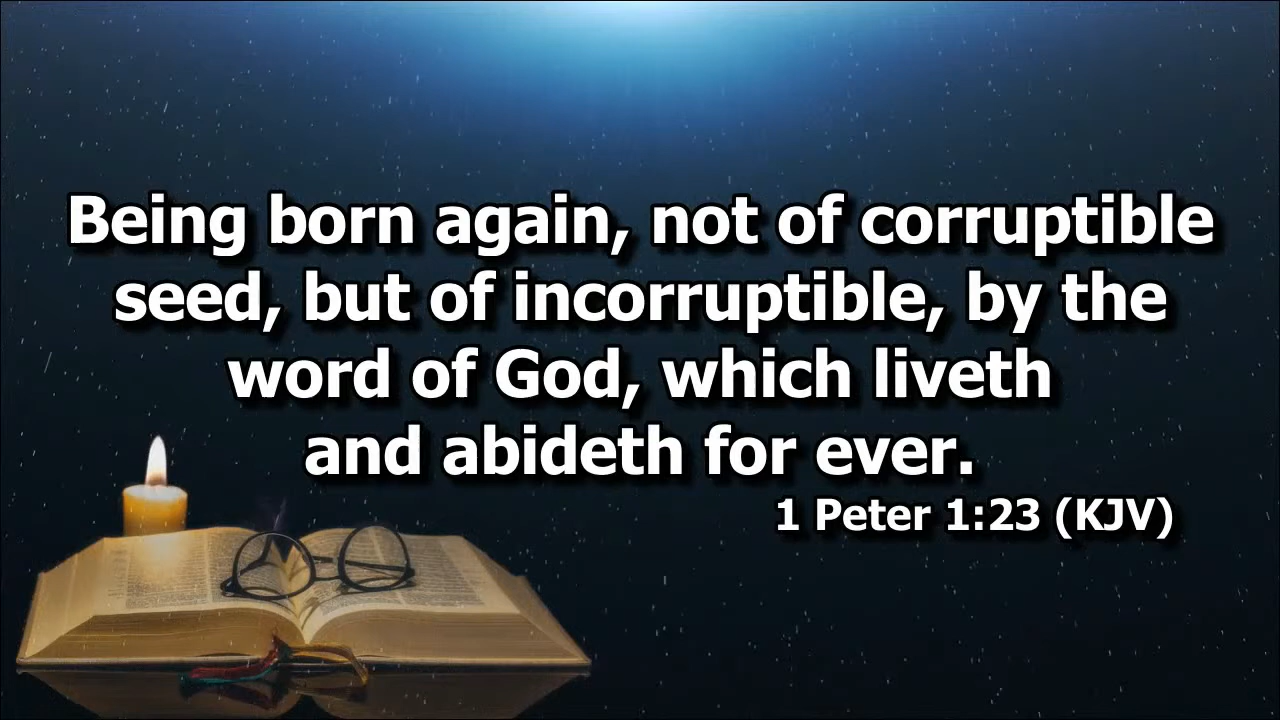 Being born again, not of corruptible
seed, but of incorruptible, by the
word of God, which liveth
and abideth for ever.
1 Peter 1:23 (KJV)